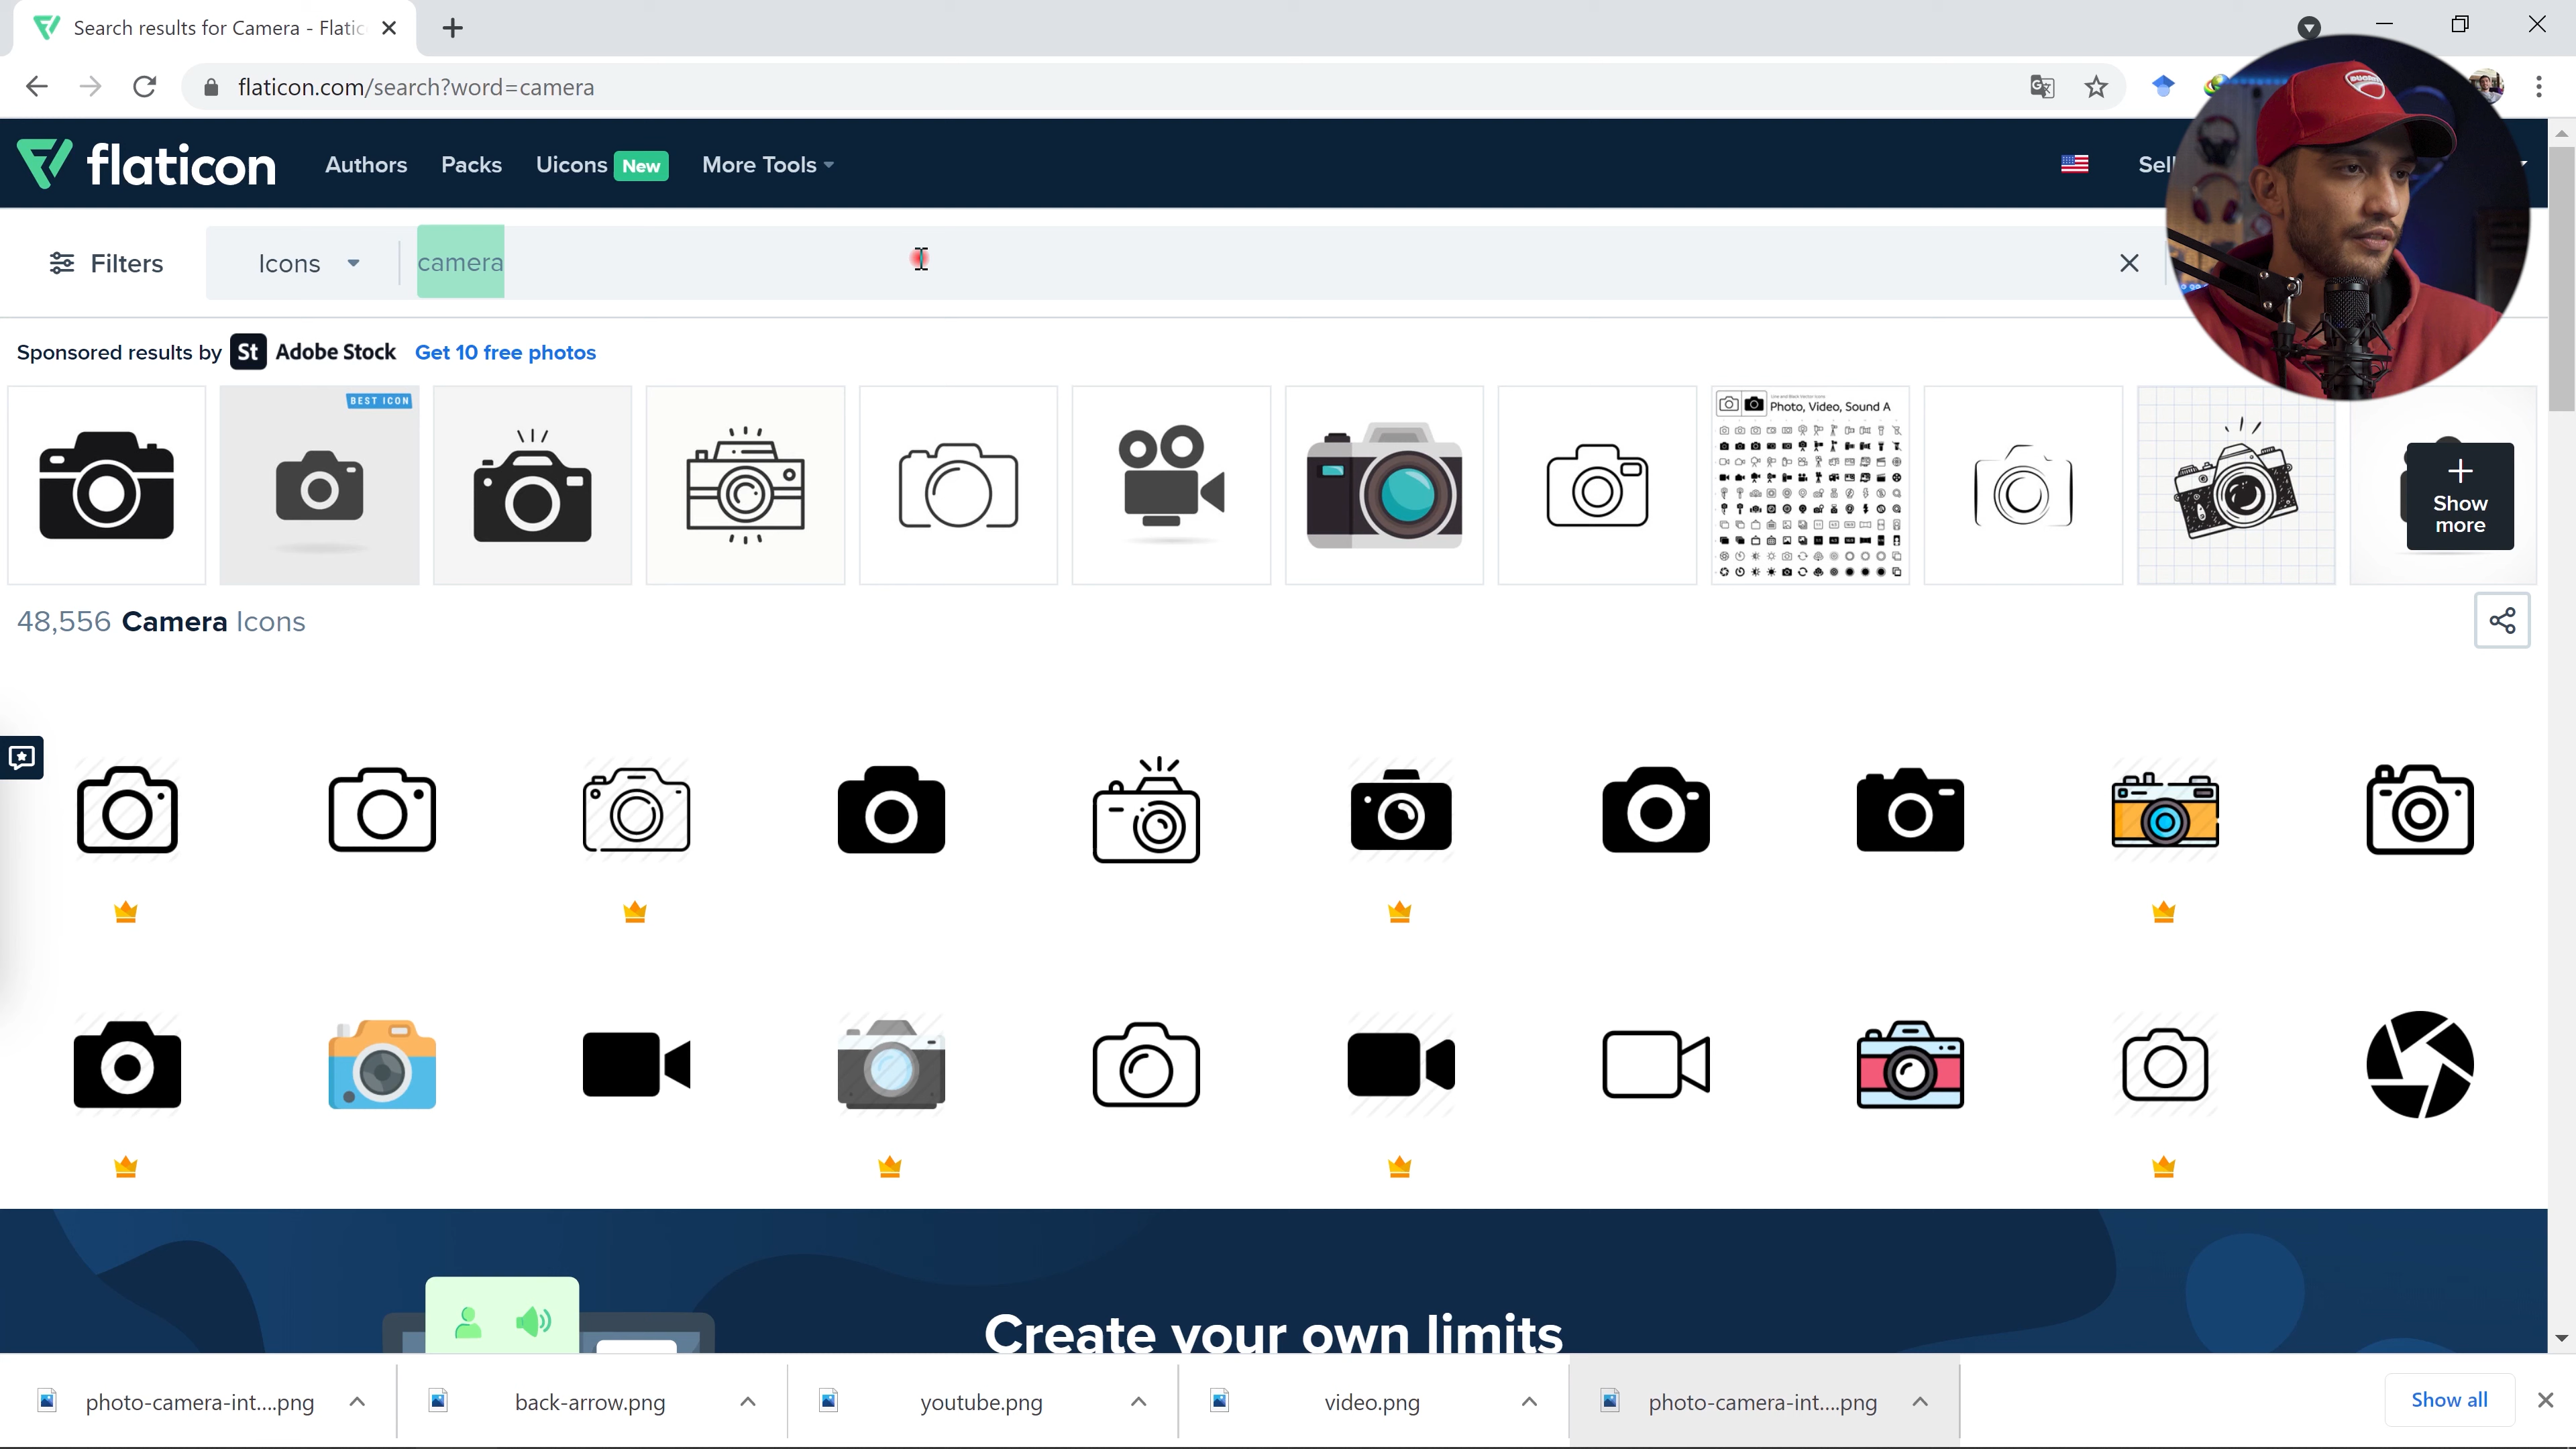 Search results for Camera - Flatic
flaticon.com/search?word=camera
flaticon Authors Packs Uicons New More Tools Sell
Filters Icons camera
Sponsored results by St Adobe Stock Get 10 free photos
BEST ICON
Photo, Video, Sound A
Show more
48,556 Camera Icons
Create your own limits
photo-camera-int....png back-arrow.png youtube.png video.png photo-camera-int....png Show all